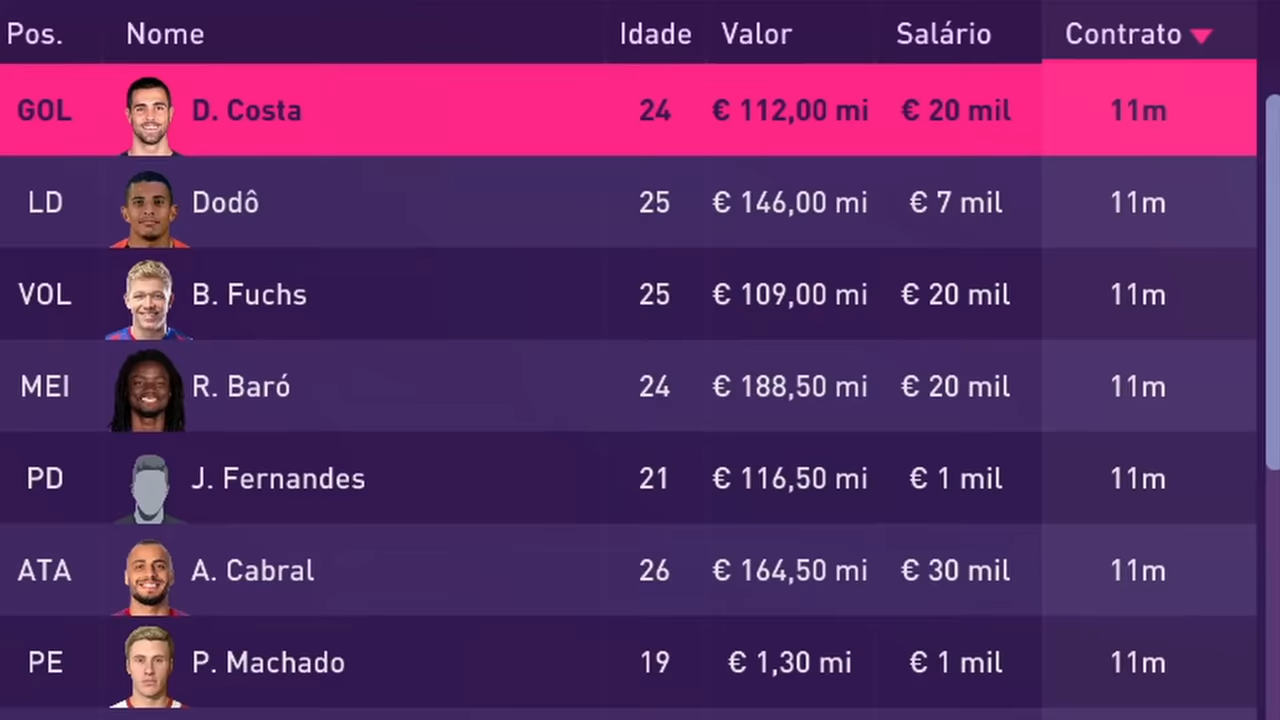 Pos. Nome Idade Valor Salário Contrato
GOL D. Costa 24 € 112,00 mi € 20 mil 11m
LD Dodô 25 € 146,00 mi € 7 mil 11m
VOL B. Fuchs 25 € 109,00 mi € 20 mil 11m
MEI R. Baró 24 € 188,50 mi € 20 mil 11m
PD J. Fernandes 21 € 116,50 mi € 1 mil 11m
ATA A. Cabral 26 € 164,50 mi € 30 mil 11m
PE P. Machado 19 € 1,30 mi € 1 mil 11m